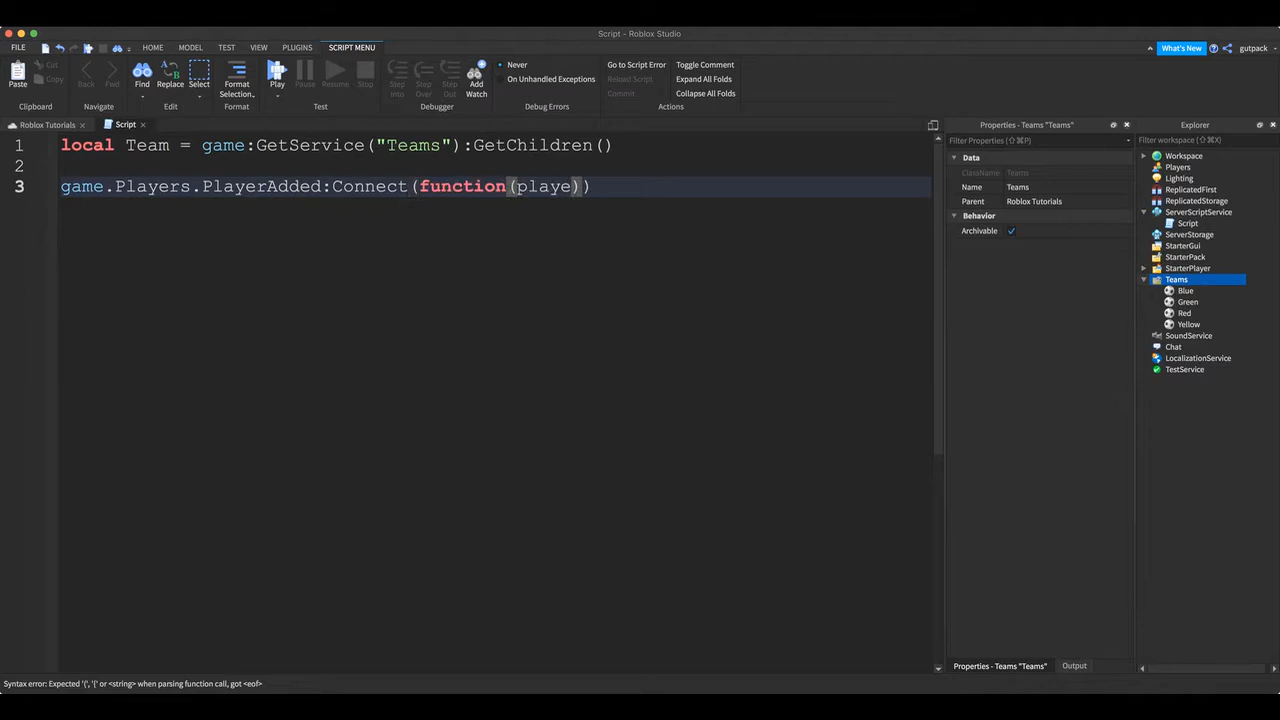 Script - Roblox Studio
FILE HOME MODEL TEST VIEW PLUGINS SCRIPT MENU What's New gutpack
Paste Cut Copy Back Fwd Find Replace Select Format Selection Play Pause Resume Stop Step Into Step Over Step Out Add Watch Never On Unhandled Exceptions Go to Script Error Reload Script Commit Toggle Comment Expand All Folds Collapse All Folds
Clipboard Navigate Edit Format Test Debugger Debug Errors Actions
Roblox Tutorials Script
1 local Team = game:GetService("Teams"):GetChildren()
2
3 game.Players.PlayerAdded:Connect(function(playe))
Properties - Teams "Teams"
Filter Properties (⇧⌘P)
Data
ClassName Teams
Name Teams
Parent Roblox Tutorials
Behavior
Archivable
Properties - Teams "Teams" Output
Explorer
Filter workspace (⇧⌘X)
Workspace
Players
Lighting
ReplicatedFirst
ReplicatedStorage
ServerScriptService
Script
ServerStorage
StarterGui
StarterPack
StarterPlayer
Teams
Blue
Green
Red
Yellow
SoundService
Chat
LocalizationService
TestService
Syntax error: Expected '(', '{' or <string> when parsing function call, got <eof>